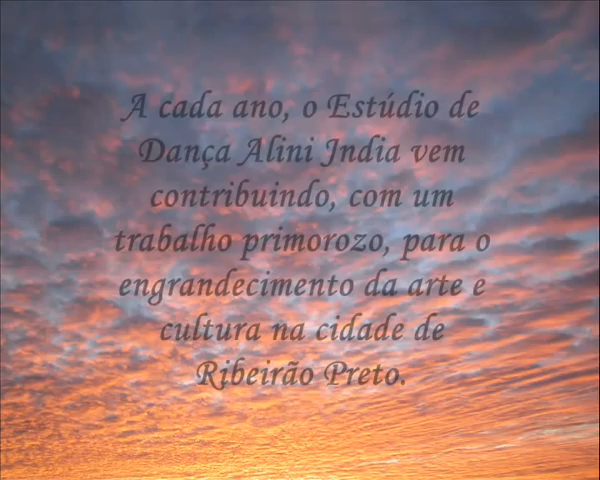 A cada ano, o Estúdio de
Dança Alini India vem
contribuindo, com um
trabalho primorozo, para o
engrandecimento da arte e
cultura na cidade de
Ribeirão Preto.